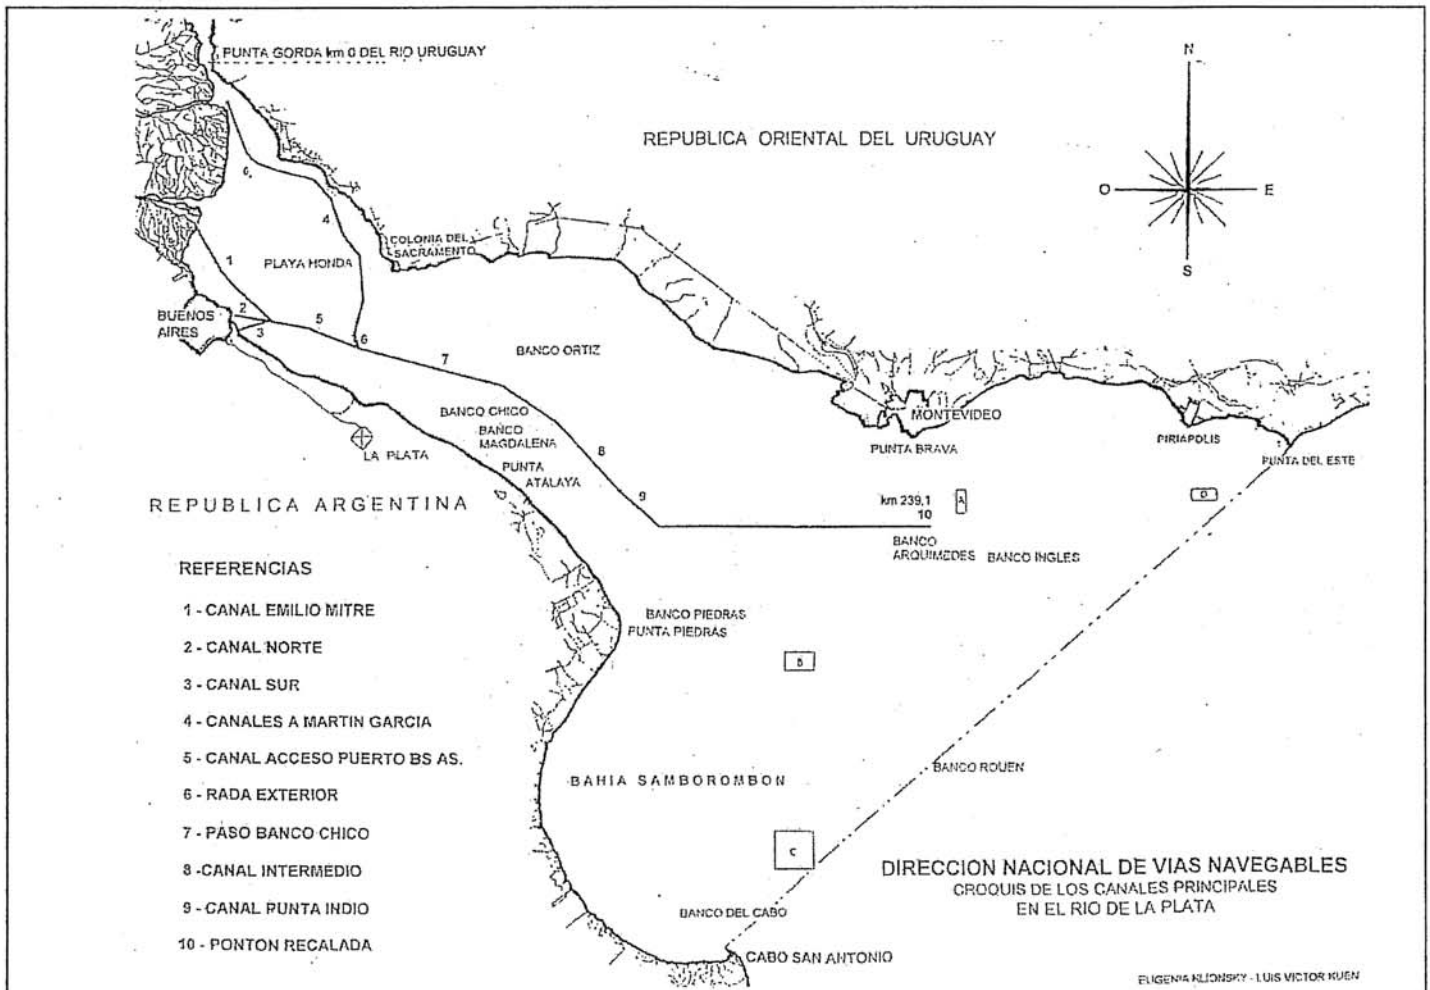 PUNTA GORDA km 0 DEL RIO URUGUAY
N
REPUBLICA ORIENTAL DEL URUGUAY
O
E
S
6
4
COLONIA DEL
SACRAMENTO
1
PLAYA HONDA
BUENOS
AIRES
2
3
5
6
7
BANCO ORTIZ
BANCO CHICO
BANCO
MAGDALENA
8
MONTEVIDEO
PUNTA BRAVA
PIRIAPOLIS
PUNTA DEL ESTE
LA PLATA
PUNTA
ATALAYA
9
km 239,1
10
A
D
REPUBLICA ARGENTINA
BANCO
ARQUIMEDES
BANCO INGLES
REFERENCIAS
1 - CANAL EMILIO MITRE
2 - CANAL NORTE
3 - CANAL SUR
4 - CANALES A MARTIN GARCIA
5 - CANAL ACCESO PUERTO BS AS.
6 - RADA EXTERIOR
7 - PASO BANCO CHICO
8 -CANAL INTERMEDIO
9 - CANAL PUNTA INDIO
10 - PONTON RECALADA
BANCO PIEDRAS
PUNTA PIEDRAS
B
BAHIA SAMBOROMBON
BANCO ROUEN
C
BANCO DEL CABO
CABO SAN ANTONIO
DIRECCION NACIONAL DE VIAS NAVEGABLES
CROQUIS DE LOS CANALES PRINCIPALES
EN EL RIO DE LA PLATA
EUGENIA KLIONSKY - LUIS VICTOR KUEN